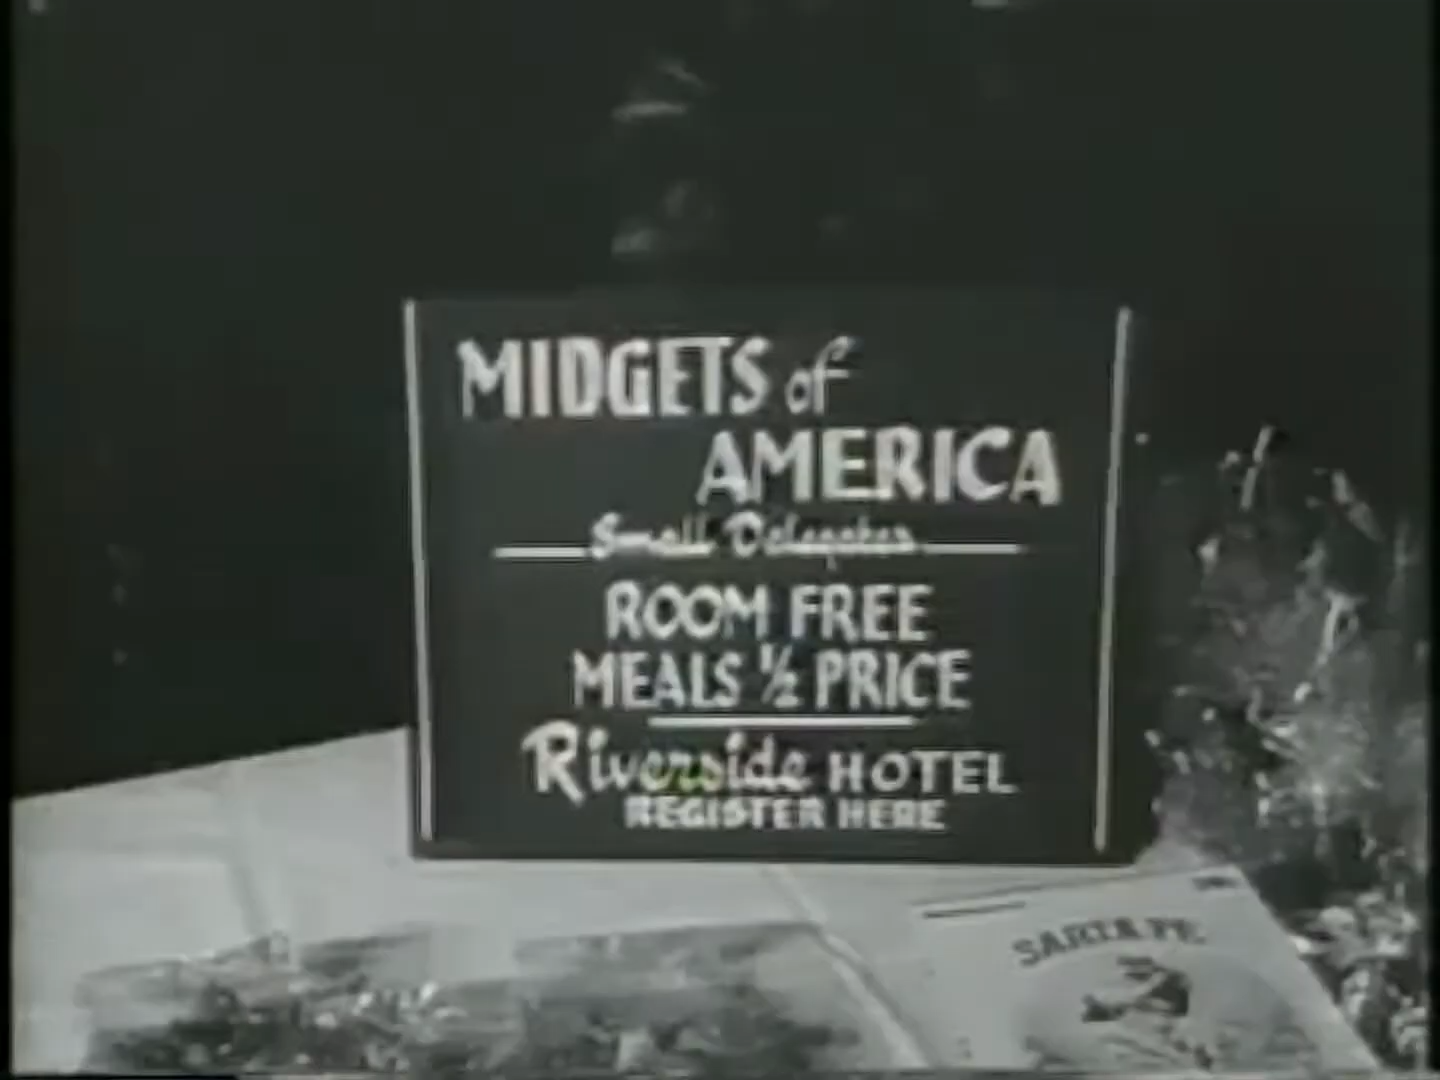 MIDGETS of
AMERICA
Small Delegates
ROOM FREE
MEALS ½ PRICE
Riverside HOTEL
REGISTER HERE
SANTA FE